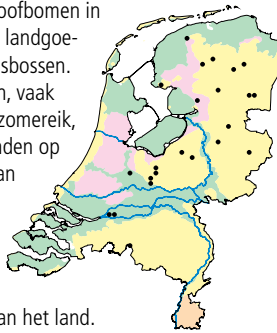 oofbomen in
landgoe-
sbossen.
n, vaak
zomereik,
nden op
an
an het land.